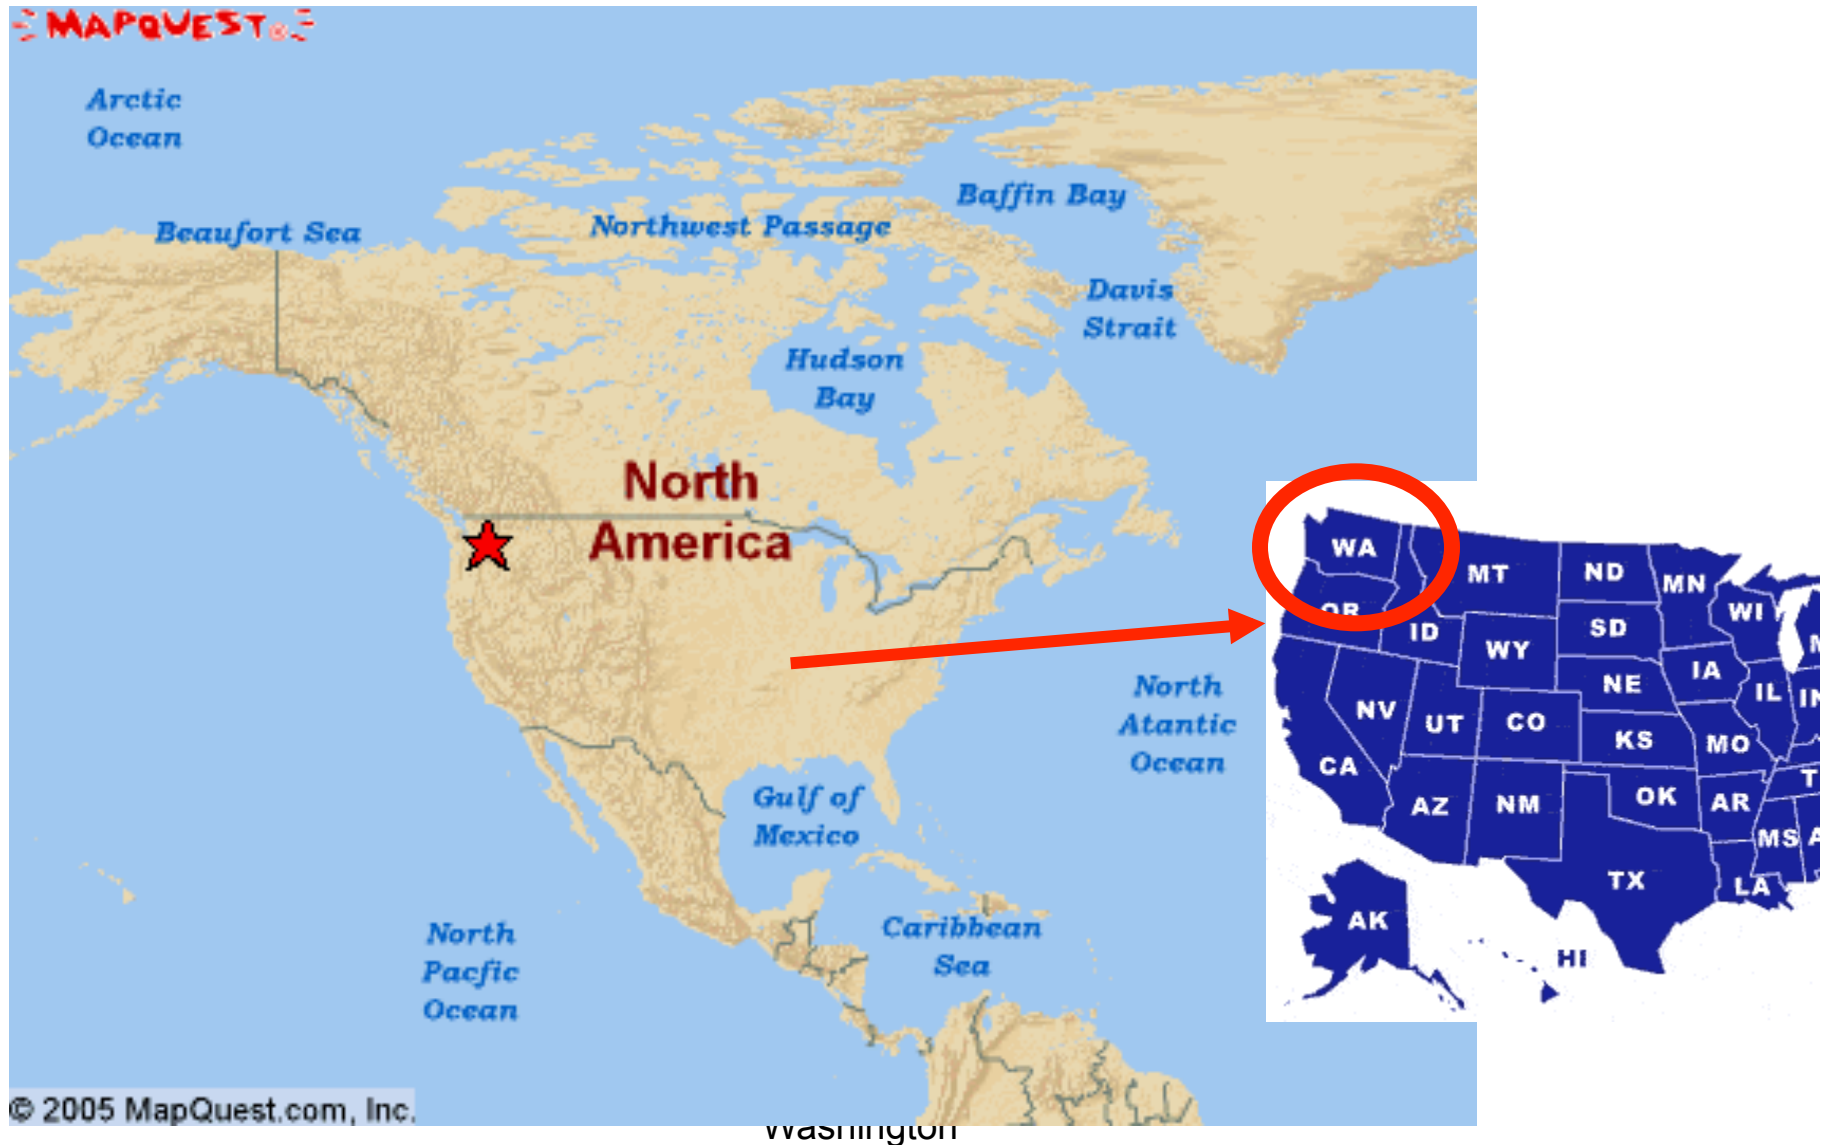 MAPQUEST®
Arctic
Ocean
Beaufort Sea
Northwest Passage
Baffin Bay
Davis
Strait
Hudson
Bay
North
America
North
Atantic
Ocean
Gulf of
Mexico
North
Pacfic
Ocean
Caribbean
Sea
WA
MT
ND
MN
OR
ID
WY
SD
WI
IA
NE
IL
NV
UT
CO
KS
MO
CA
AZ
NM
OK
AR
MS
TX
LA
AK
HI
© 2005 MapQuest.com, Inc.
Washington